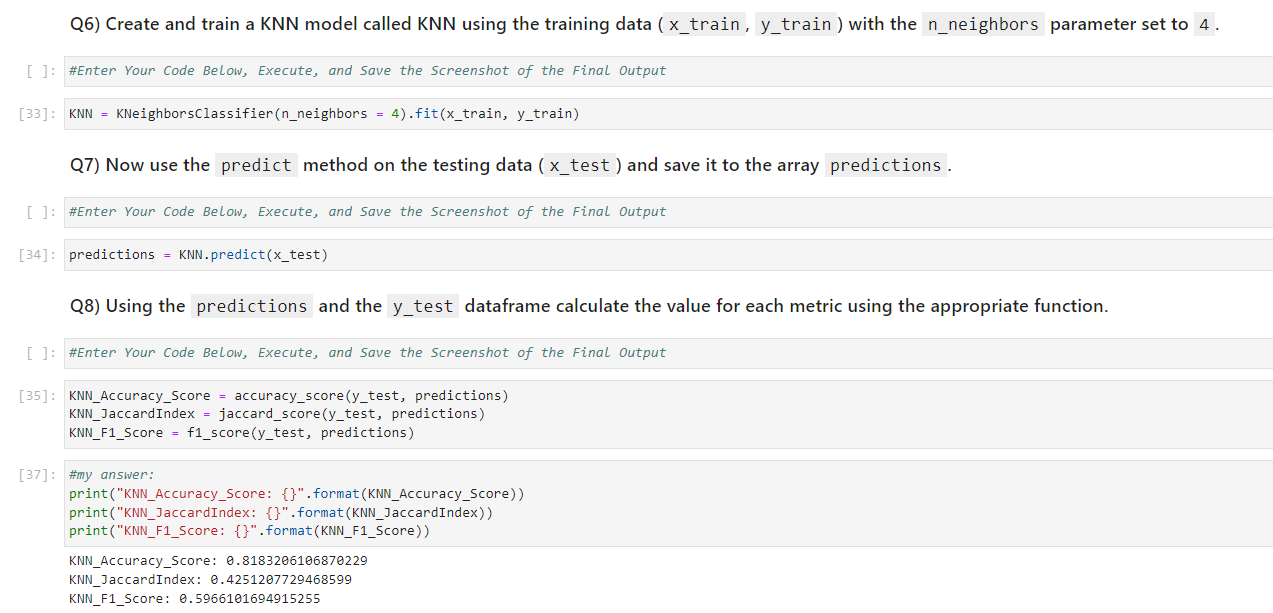 Q6) Create and train a KNN model called KNN using the training data ( x_train , y_train ) with the n_neighbors parameter set to 4 .
[ ]: #Enter Your Code Below, Execute, and Save the Screenshot of the Final Output
[33]: KNN = KNeighborsClassifier(n_neighbors = 4).fit(x_train, y_train)
Q7) Now use the predict method on the testing data ( x_test ) and save it to the array predictions .
[ ]: #Enter Your Code Below, Execute, and Save the Screenshot of the Final Output
[34]: predictions = KNN.predict(x_test)
Q8) Using the predictions and the y_test dataframe calculate the value for each metric using the appropriate function.
[ ]: #Enter Your Code Below, Execute, and Save the Screenshot of the Final Output
[35]: KNN_Accuracy_Score = accuracy_score(y_test, predictions)
KNN_JaccardIndex = jaccard_score(y_test, predictions)
KNN_F1_Score = f1_score(y_test, predictions)
[37]: #my answer:
print("KNN_Accuracy_Score: {}".format(KNN_Accuracy_Score))
print("KNN_JaccardIndex: {}".format(KNN_JaccardIndex))
print("KNN_F1_Score: {}".format(KNN_F1_Score))
KNN_Accuracy_Score: 0.8183206106870229
KNN_JaccardIndex: 0.4251207729468599
KNN_F1_Score: 0.5966101694915255